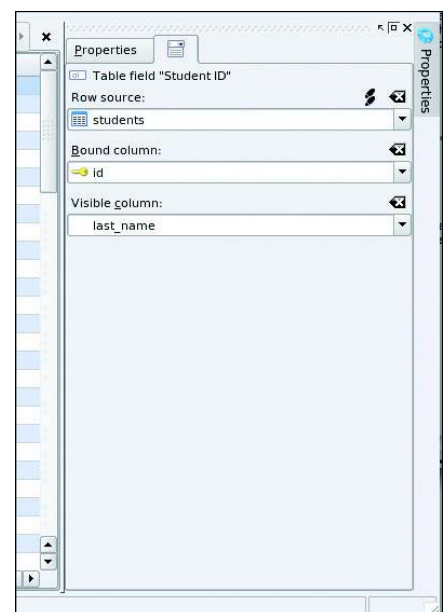 Properties
Table field "Student ID"
Row source:
students
Bound column:
id
Visible column:
last_name
Properties